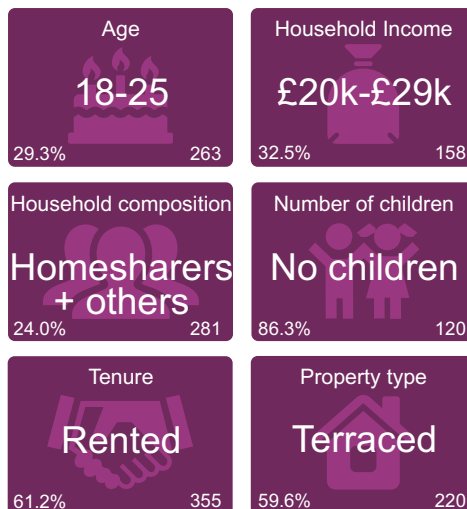 Age
18-25
29.3% 263
Household Income
£20k-£29k
32.5% 158
Household composition
Homesharers
+ others
24.0% 281
Number of children
No children
86.3% 120
Tenure
Rented
61.2% 355
Property type
Terraced
59.6% 220